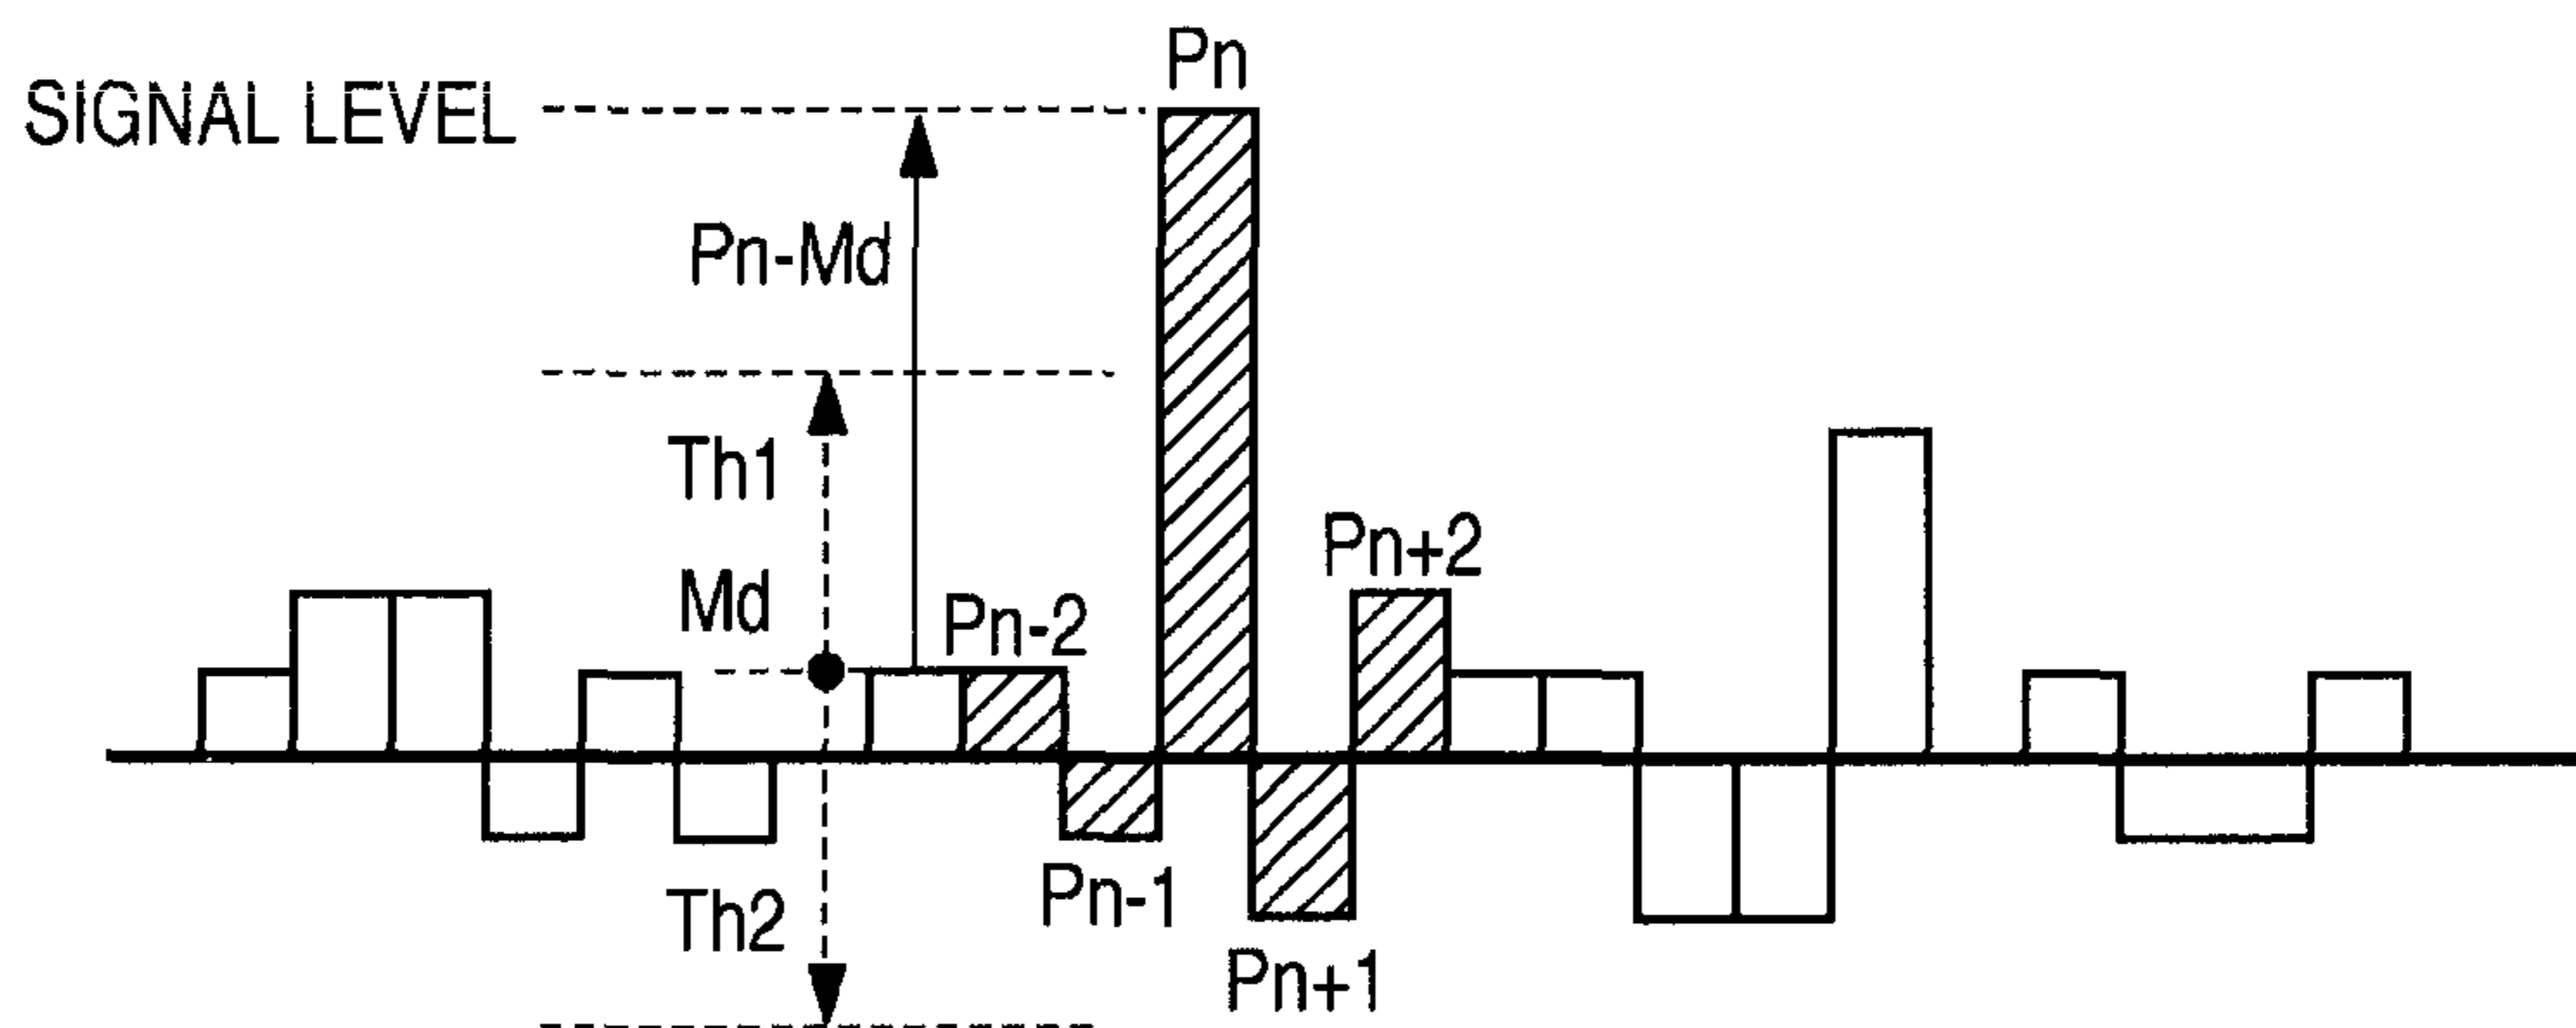 Pn
SIGNAL LEVEL
Pn-Md
Th1
Pn+2
Md
Pn-2
Pn-1
Th2
Pn+1